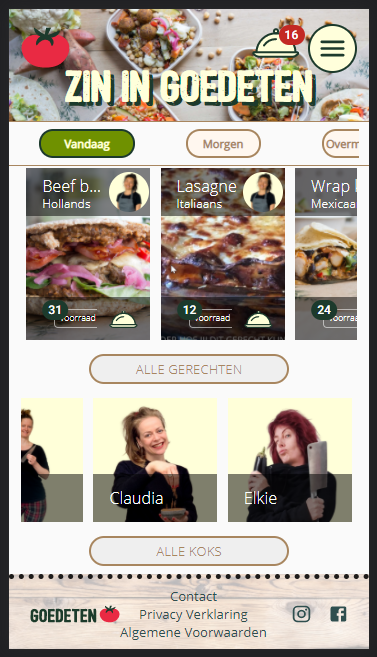 16
ZIN IN GOEDETEN
Vandaag Morgen Overm
Beef b... Lasagne Wrap
Hollands Italiaans Mexicaa
31 12 24
voorraad voorraad voorra
ALLE GERECHTEN
Claudia Elkie
ALLE KOKS
GOEDETEN
Contact
Privacy Verklaring
Algemene Voorwaarden